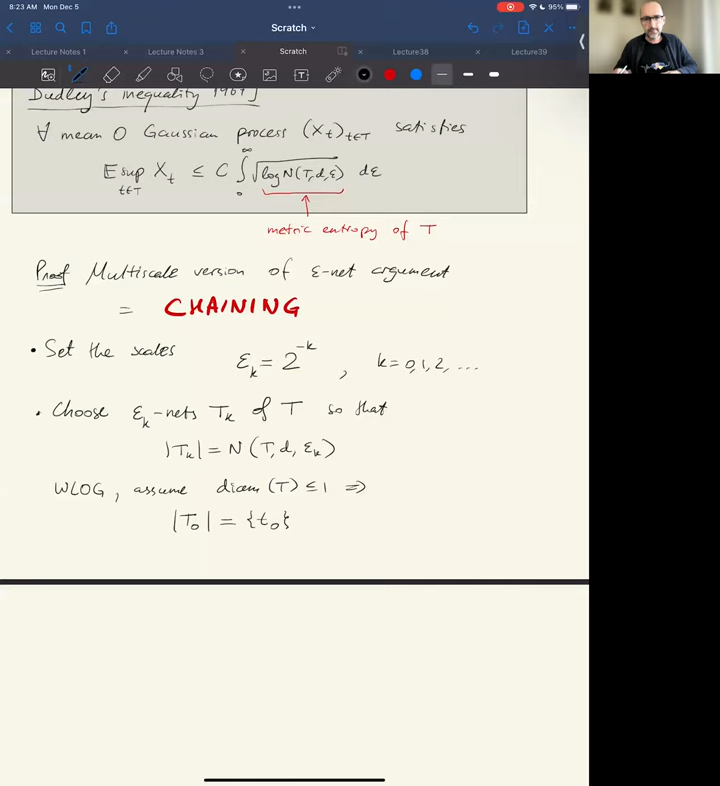 8:23 AM Mon Dec 5
95%
Scratch
Lecture Notes 1
Lecture Notes 3
Scratch
Lecture38
Lecture39
Dudley's inequality 1967]
∀ mean 0 Gaussian process (X_t)_{t∈T} satisfies
E sup_{t∈T} X_t ≤ C ∫_0^∞ √(log N(T,d,ε)) dε
metric entropy of T
Proof Multiscale version of ε-net argument
= CHAINING
• Set the scales ε_k = 2^{-k}, k=0,1,2,...
• Choose ε_k-nets T_k of T so that
|T_k| = N(T,d,ε_k)
WLOG, assume diam(T) ≤ 1 ⇒
|T_0| = {t_0}